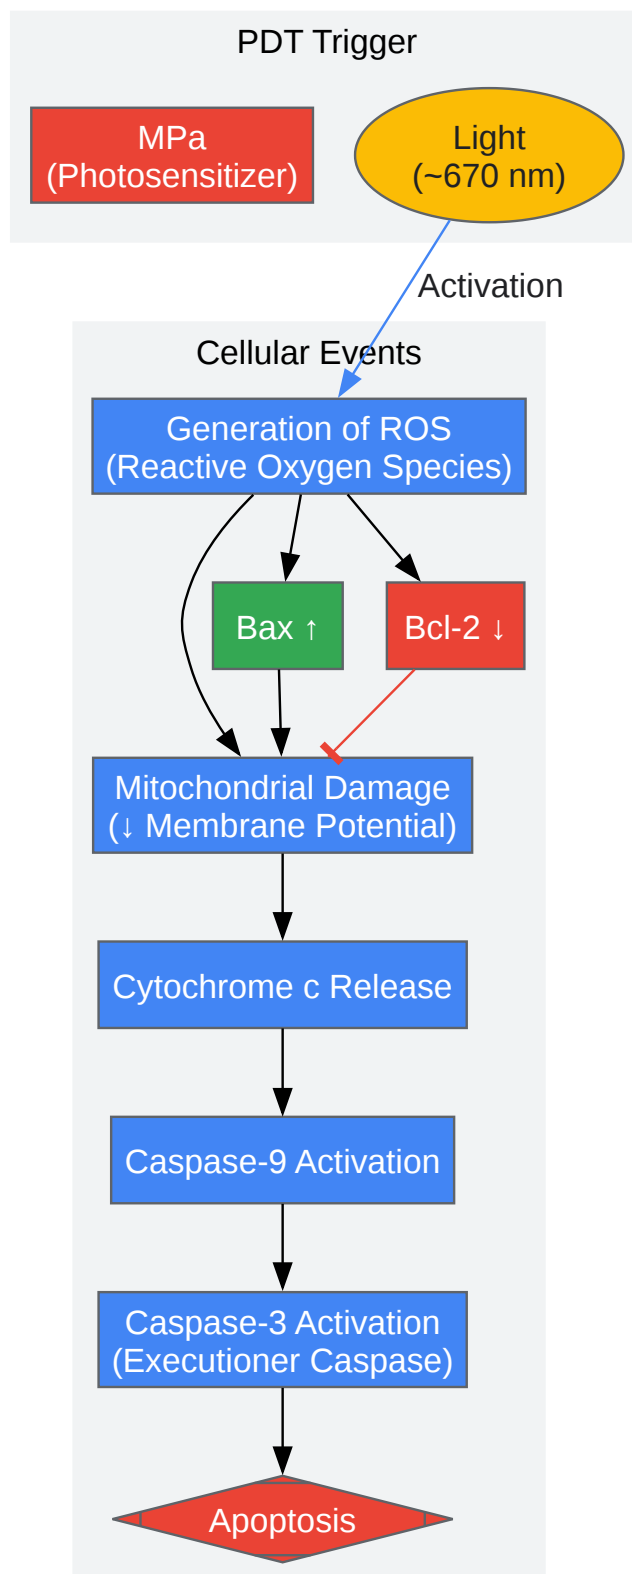 PDT Trigger
MPa
(Photosensitizer)
Light
(~670 nm)
Activation
Cellular Events
Generation of ROS
(Reactive Oxygen Species)
Bax ↑
Bcl-2 ↓
Mitochondrial Damage
(↓ Membrane Potential)
Cytochrome c Release
Caspase-9 Activation
Caspase-3 Activation
(Executioner Caspase)
Apoptosis